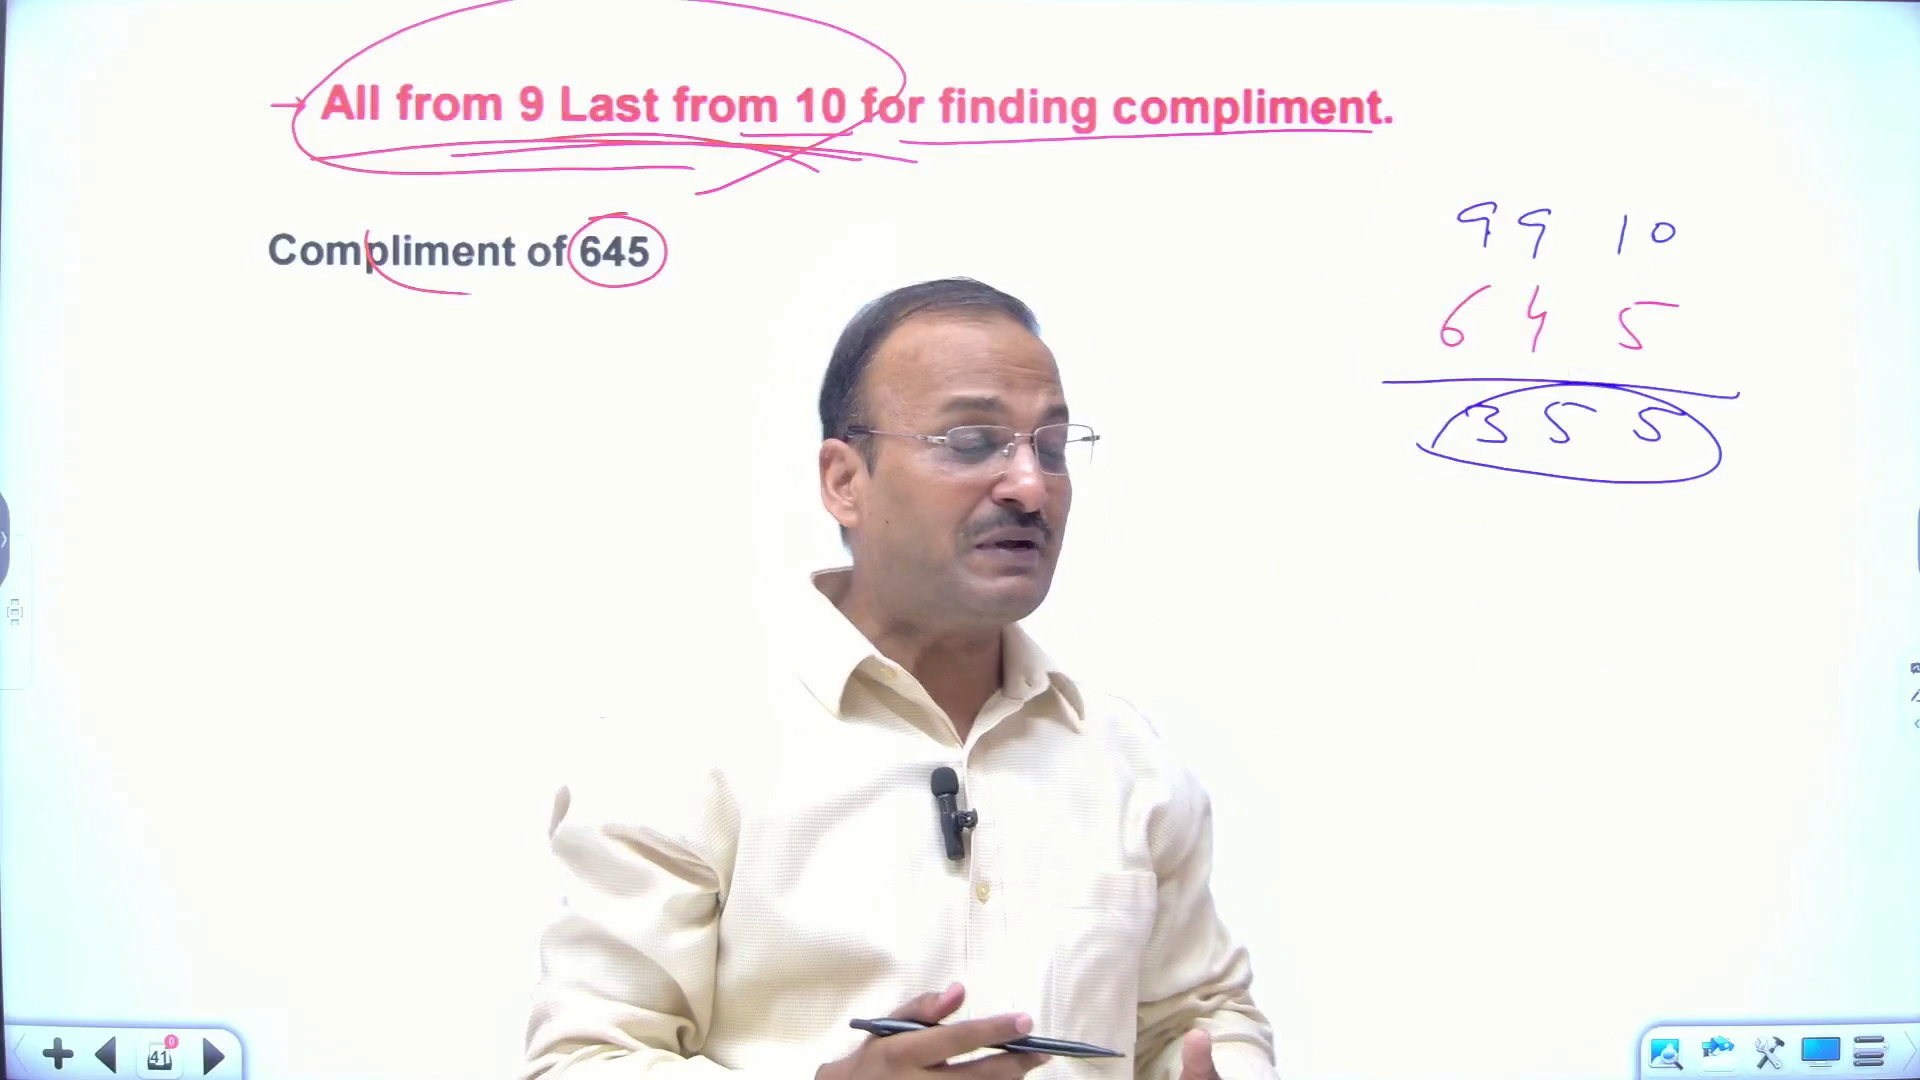 → All from 9 Last from 10 for finding compliment.
Compliment of 645
9 9 10
6 4 5
3 5 5
41
0